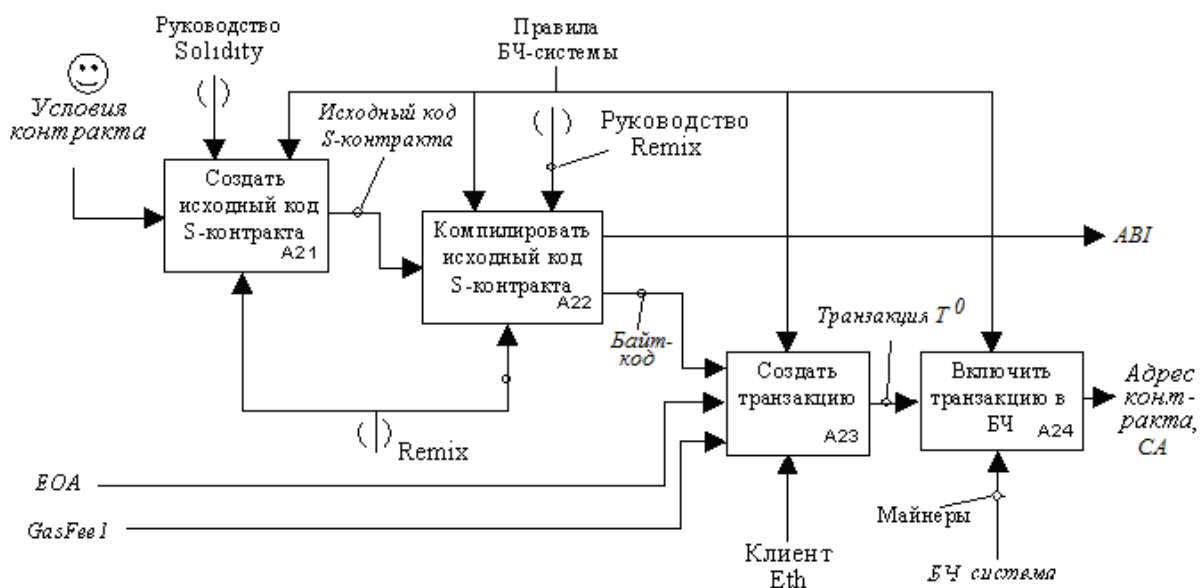 Руководство
Solidity
Правила
БЧ-системы
Условия
контракта
Исходный код
S-контракта
Руководство
Remix
Создать
исходный код
S-контракта
A21
Компилировать
исходный код
S-контракта
A22
ABI
Байт-
код
Транзакция T⁰
Создать
транзакцию
A23
Включить
транзакцию в
БЧ
A24
Адрес
конт-
ракта,
CA
Remix
EOA
GasFee1
Майнеры
Клиент
Eth
БЧ система